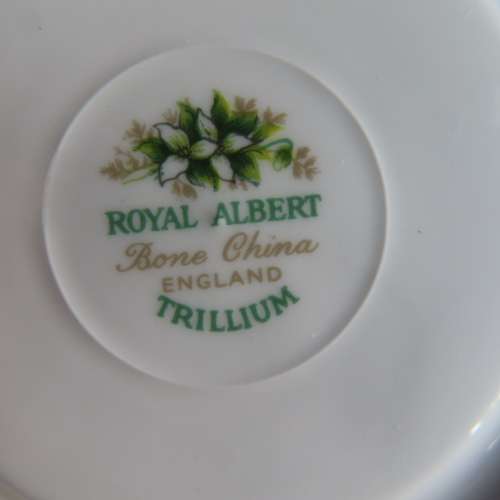 ROYAL ALBERT
Bone China
ENGLAND
TRILLIUM